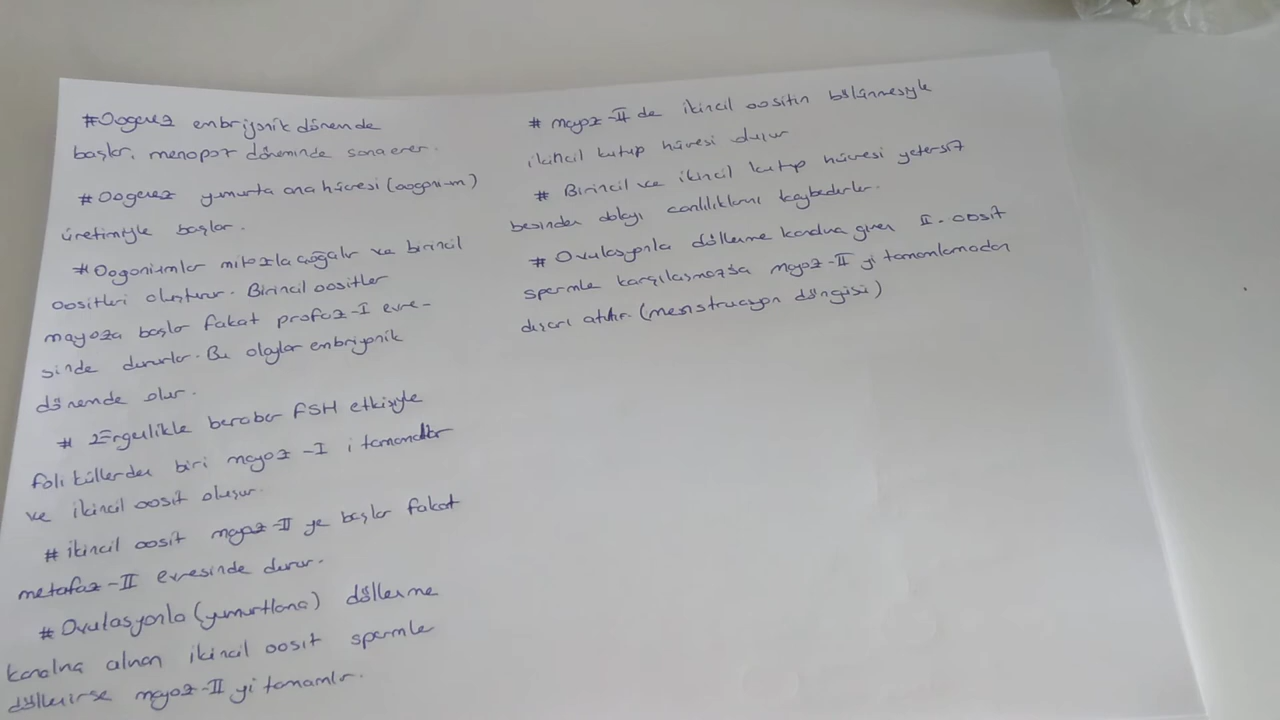 #Oogenez embriyonik dönemde
başlar, menopoz döneminde sona erer.
#Oogenez yumurta ana hücresi (oogonium)
üretimiyle başlar.
#Oogoniumlar mitozla çoğalır ve birincil
oositleri oluşturur. Birincil oositler
mayoza başlar fakat profaz-I evre-
sinde dururlar. Bu olaylar embriyonik
dönemde olur.
# Ergenlikle beraber FSH etkisiyle
foliküllerden biri mayoz-I i tamamlar
ve ikincil oosit oluşur.
# ikincil oosit mayoz-II ye başlar fakat
metafaz-II evresinde durur.
# Ovulasyonla (yumurtlama) döllenme
kanalına alınan ikincil oosit spermle
döllenirse mayoz-II yi tamamlar.
# mayoz-II de ikincil oositin bölünmesiyle
ikincil kutup hücresi oluşur
# Birincil ve ikincil kutup hücresi yetersiz
besinden dolayı canlılıklarını kaybederler.
# Ovulasyonla döllenme kanalına giren II. oosit
spermle karşılaşmazsa mayoz-II yi tamamlamadan
dışarı atılır (menstruasyon döngüsü)